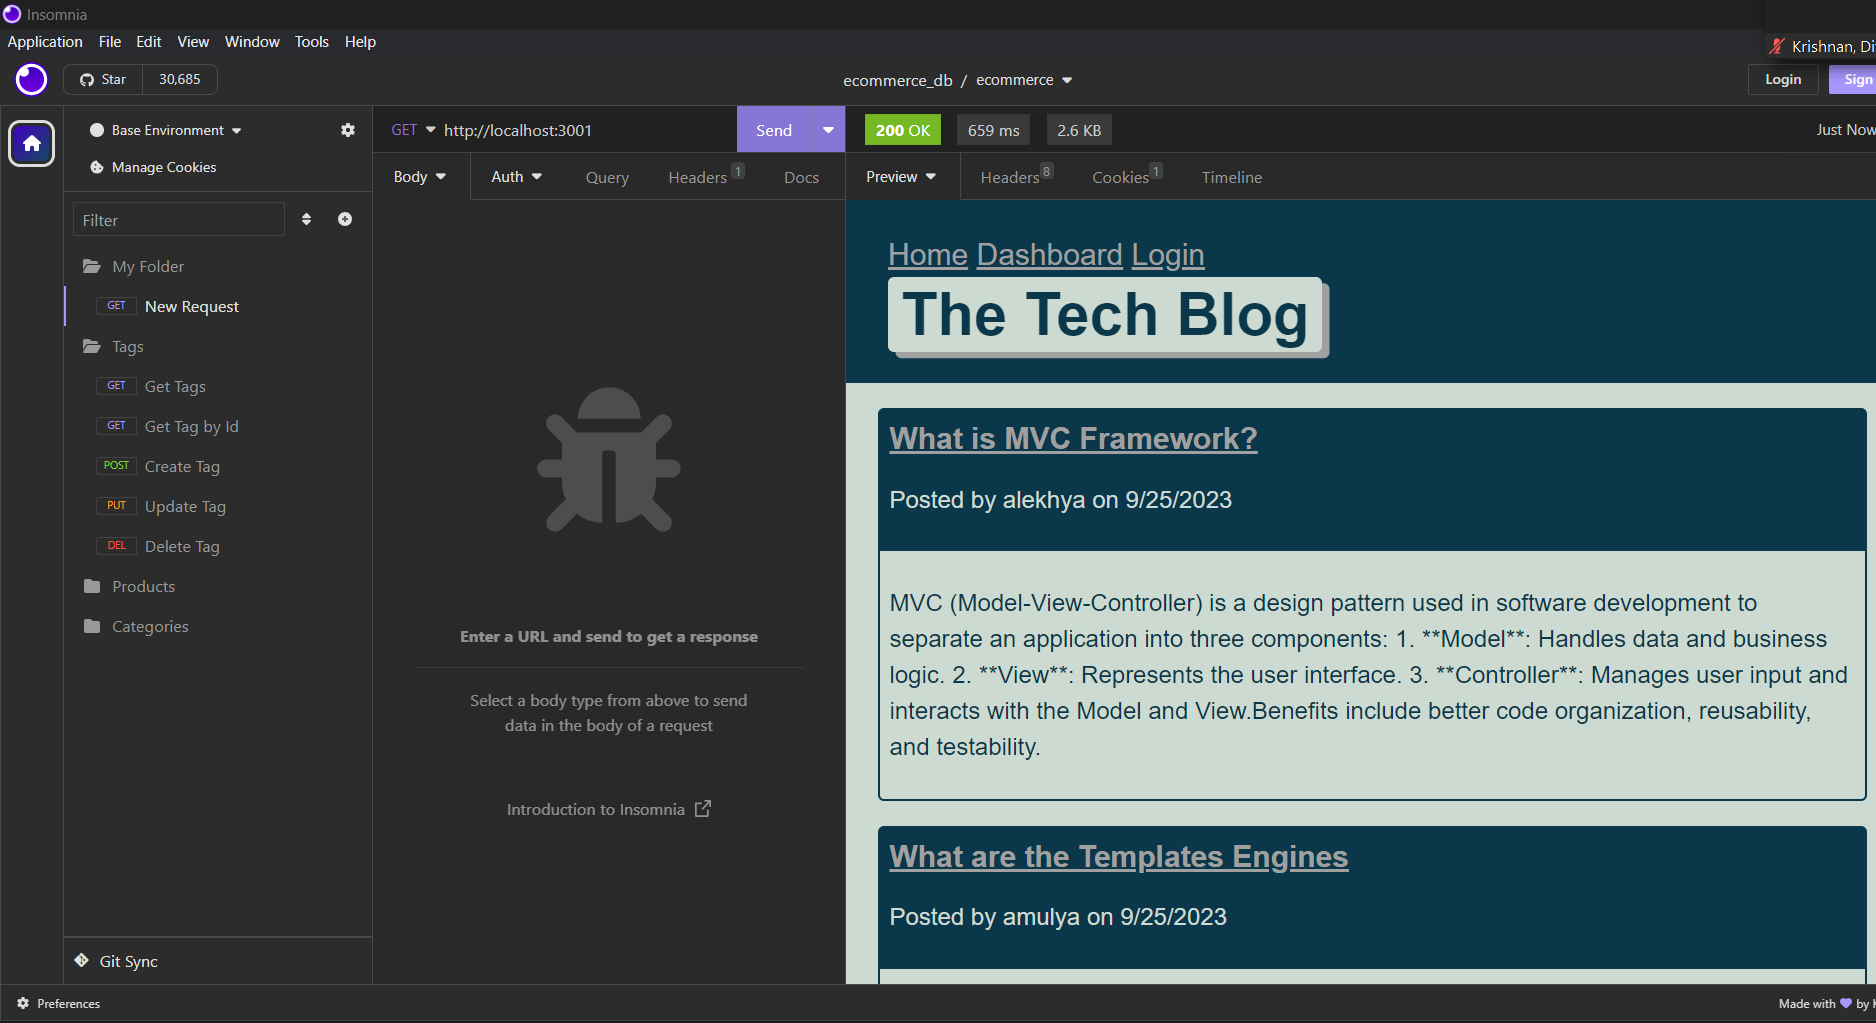 Insomnia
Application File Edit View Window Tools Help
Krishnan,
Star 30,685
ecommerce_db / ecommerce
Login Sign
Base Environment
GET http://localhost:3001 Send
200 OK 659 ms 2.6 KB Just Now
Manage Cookies
Body Auth Query Headers 1 Docs
Preview Headers 8 Cookies 1 Timeline
Filter
My Folder
GET New Request
Tags
GET Get Tags
GET Get Tag by Id
POST Create Tag
PUT Update Tag
DEL Delete Tag
Products
Categories
Enter a URL and send to get a response
Select a body type from above to send
data in the body of a request
Introduction to Insomnia
Home Dashboard Login
The Tech Blog
What is MVC Framework?
Posted by alekhya on 9/25/2023
MVC (Model-View-Controller) is a design pattern used in software development to
separate an application into three components: 1. **Model**: Handles data and business
logic. 2. **View**: Represents the user interface. 3. **Controller**: Manages user input and
interacts with the Model and View.Benefits include better code organization, reusability,
and testability.
What are the Templates Engines
Posted by amulya on 9/25/2023
Git Sync
Preferences
Made with by